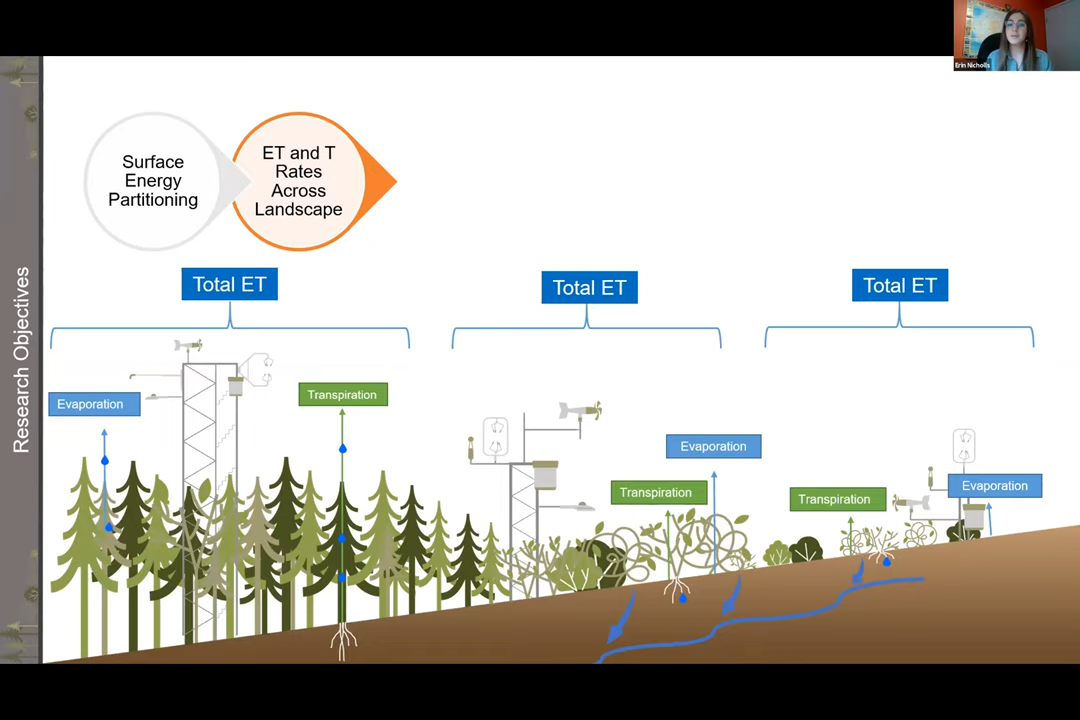 Erin Nicholls
Research Objectives
Surface
Energy
Partitioning
ET and T
Rates
Across
Landscape
Total ET
Total ET
Total ET
Evaporation
Transpiration
Evaporation
Transpiration
Transpiration
Evaporation